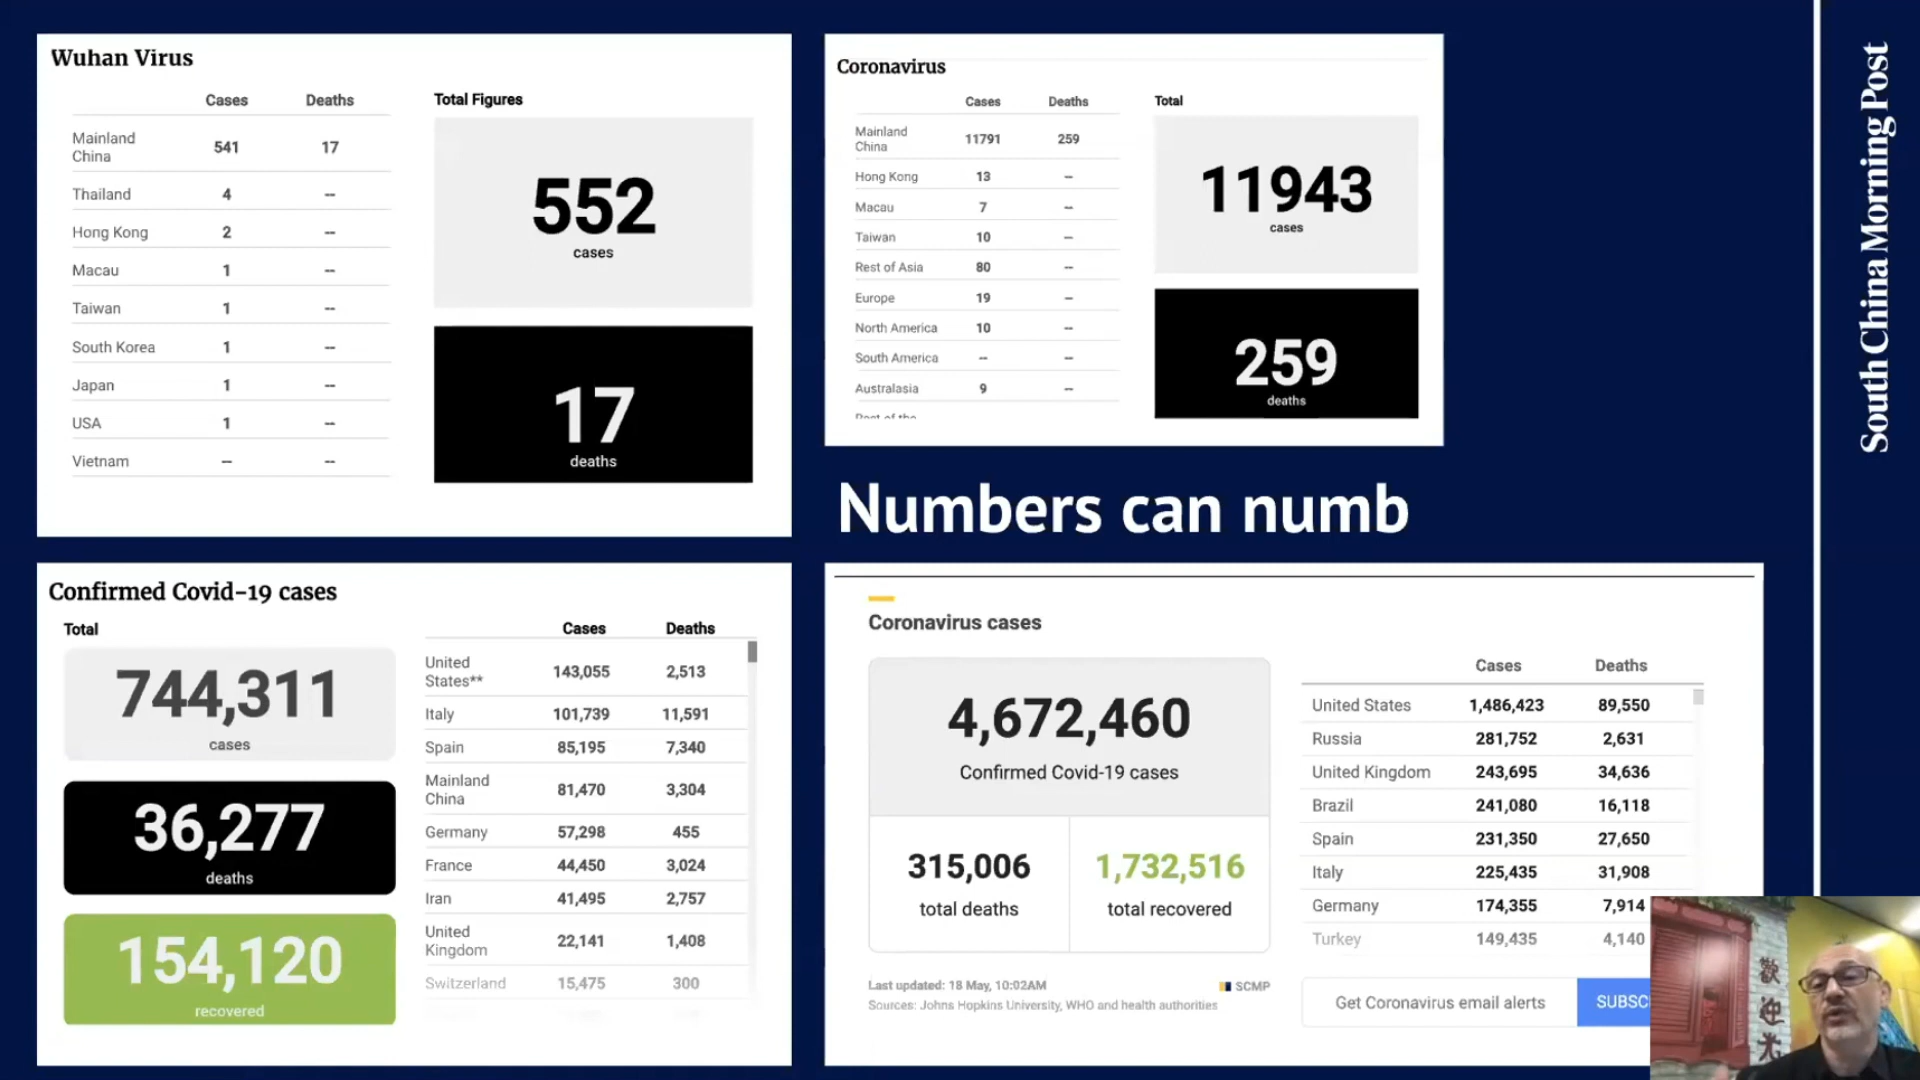 Wuhan Virus
Cases Deaths
Mainland
China 541 17
Thailand 4 --
Hong Kong 2 --
Macau 1 --
Taiwan 1 --
South Korea 1 --
Japan 1 --
USA 1 --
Vietnam -- --
Total Figures
552
cases
17
deaths
Coronavirus
Cases Deaths
Mainland
China 11791 259
Hong Kong 13 --
Macau 7 --
Taiwan 10 --
Rest of Asia 80 --
Europe 19 --
North America 10 --
South America -- --
Australasia 9 --
Rest of the
Total
11943
cases
259
deaths
Numbers can numb
Confirmed Covid-19 cases
Total
744,311
cases
36,277
deaths
154,120
recovered
Cases Deaths
United
States** 143,055 2,513
Italy 101,739 11,591
Spain 85,195 7,340
Mainland
China 81,470 3,304
Germany 57,298 455
France 44,450 3,024
Iran 41,495 2,757
United
Kingdom 22,141 1,408
Switzerland 15,475 300
Coronavirus cases
4,672,460
Confirmed Covid-19 cases
315,006
total deaths
1,732,516
total recovered
Last updated: 18 May, 10:02AM
SCMP
Sources: Johns Hopkins University, WHO and health authorities
Cases Deaths
United States 1,486,423 89,550
Russia 281,752 2,631
United Kingdom 243,695 34,636
Brazil 241,080 16,118
Spain 231,350 27,650
Italy 225,435 31,908
Germany 174,355 7,914
Turkey 149,435 4,140
Get Coronavirus email alerts
SUBSC
South China Morning Post
歡
迎
光